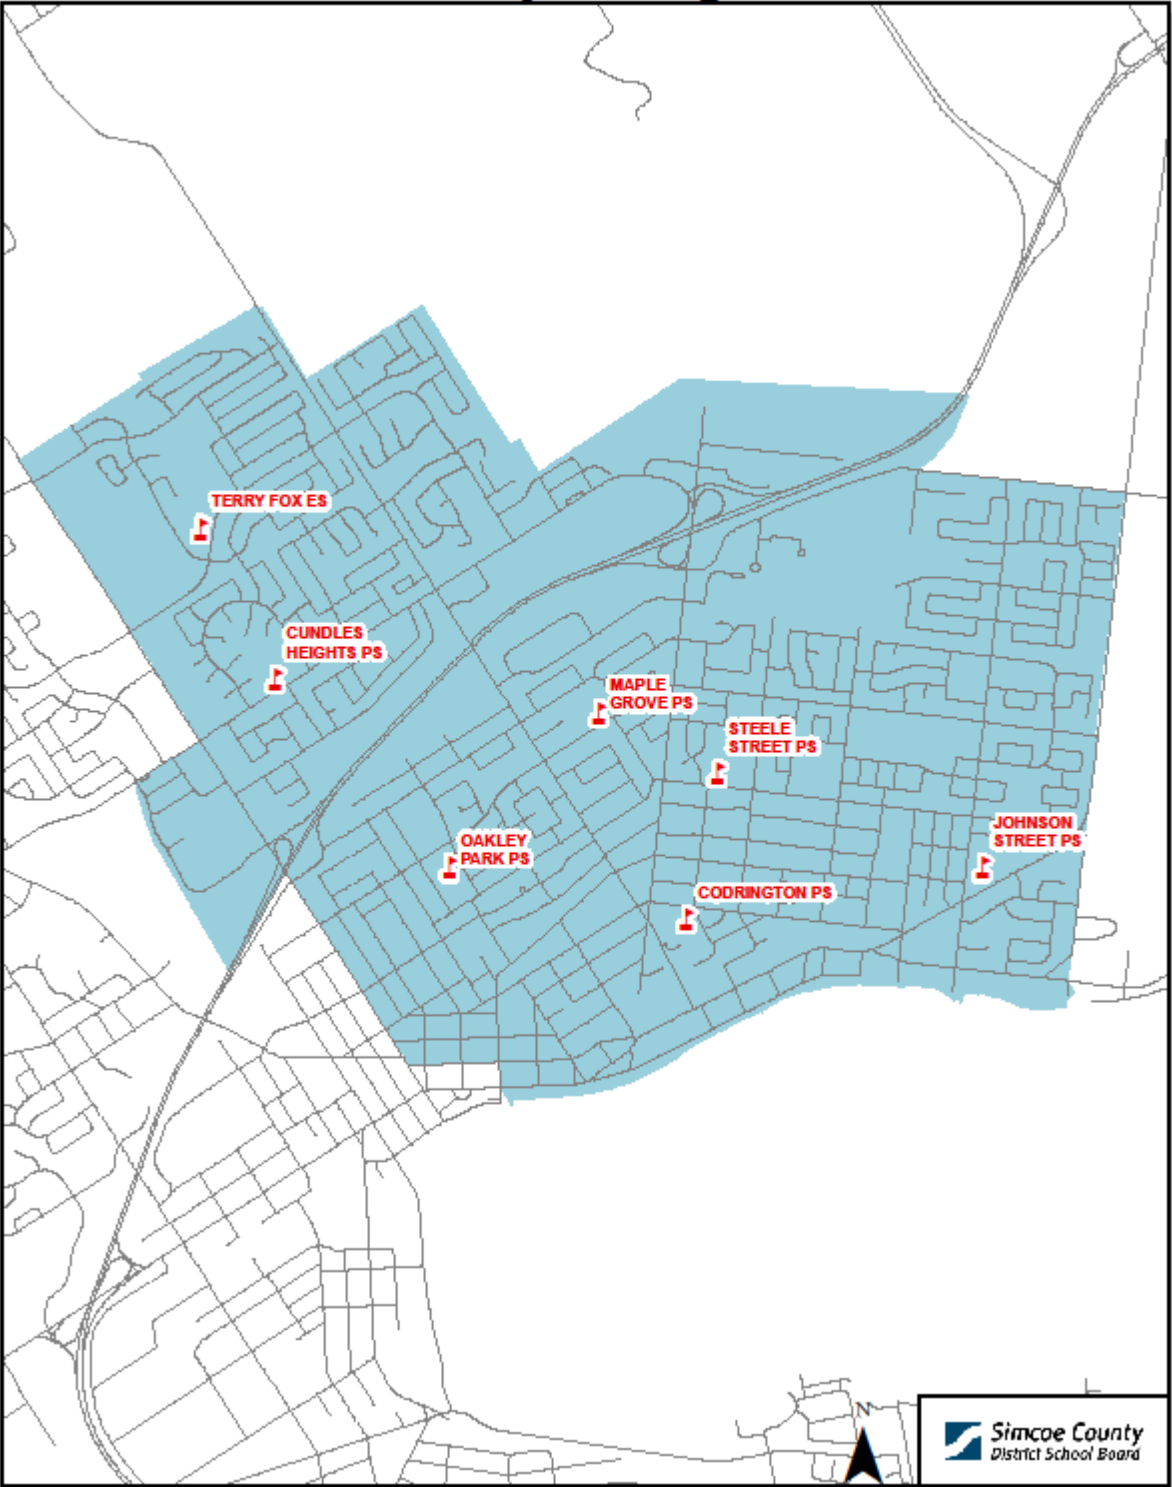 TERRY FOX ES
CUNDLES
HEIGHTS PS
MAPLE
GROVE PS
STEELE
STREET PS
OAKLEY
PARK PS
JOHNSON
STREET PS
CODRINGTON PS
N
Simcoe County
District School Board